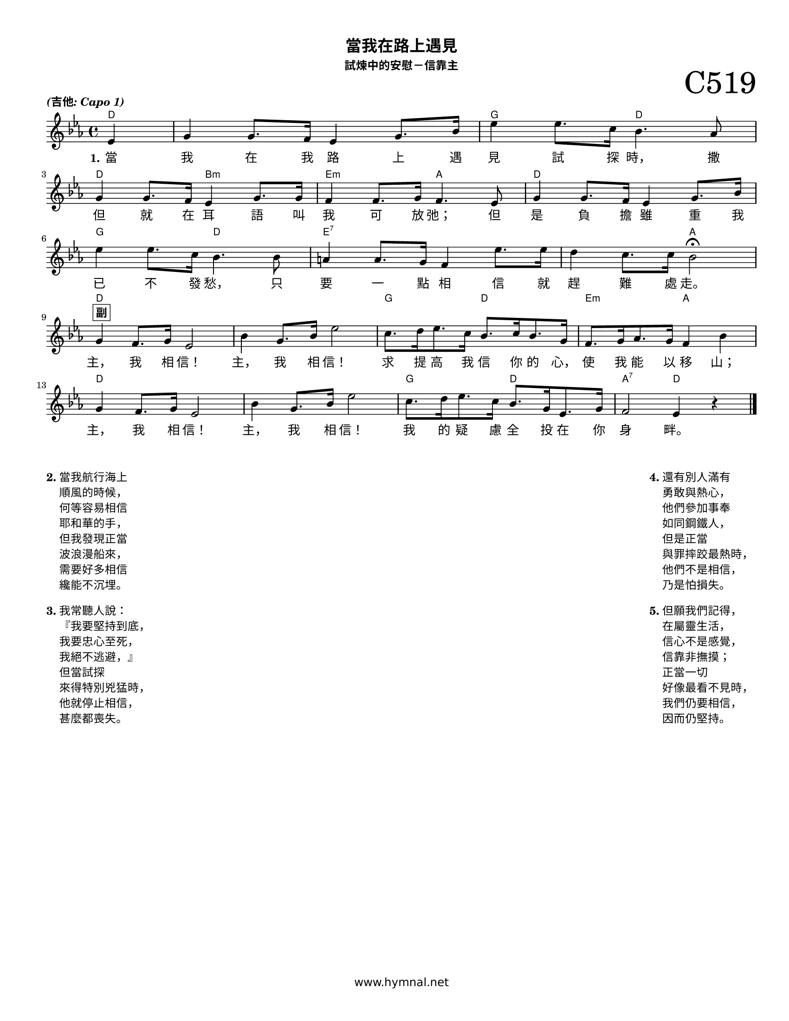 當我在路上遇見
試煉中的安慰－信靠主
C519
(吉他: Capo 1)
D G
1. 當 我 在 我 路 上 遇 見 試 探 時， 撒
3 D Bm Em A D
但 就 在 耳 語 叫 我 可 放 弛； 但 是 負 擔 雖 重 我
6 G D E7 A
已 不 發 愁， 只 要 一 點 相 信 就 趕 難 處 走。
9 D G D Em A
副
主， 我 相 信！ 主， 我 相 信！ 求 提 高 我 信 你 的 心， 使 我 能 以 移 山；
13 D G D A7 D
主， 我 相 信！ 主， 我 相 信！ 我 的 疑 慮 全 投 在 你 身 畔。
2. 當我航行海上
順風的時候，
何等容易相信
耶和華的手，
但我發現正當
波浪漫船來，
需要好多相信
纔能不沉埋。
3. 我常聽人說：
『我要堅持到底，
我要忠心至死，
我絕不逃避，』
但當試探
來得特別兇猛時，
他就停止相信，
甚麼都喪失。
4. 還有別人滿有
勇敢與熱心，
他們參加事奉
如同鋼鐵人，
但是正當
與罪摔跤最熱時，
他們不是相信，
乃是怕損失。
5. 但願我們記得，
在屬靈生活，
信心不是感覺，
信靠非撫摸；
正當一切
好像最看不見時，
我們仍要相信，
因而仍堅持。
www.hymnal.net